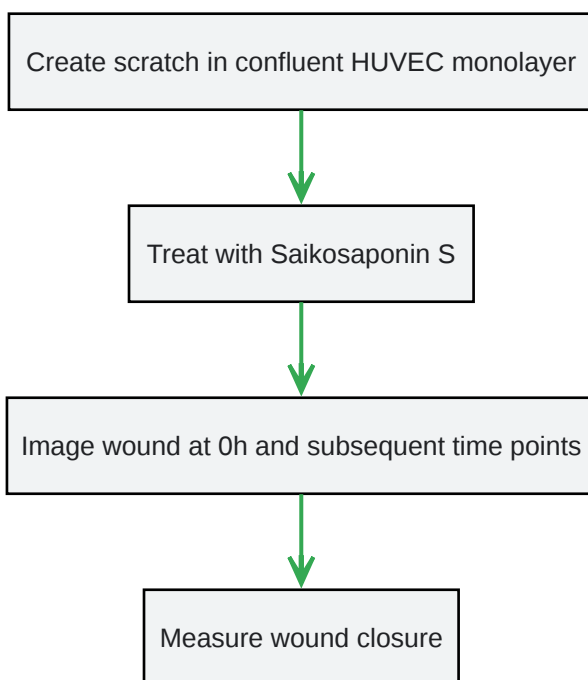 Create scratch in confluent HUVEC monolayer
Treat with Saikosaponin S
Image wound at 0h and subsequent time points
Measure wound closure